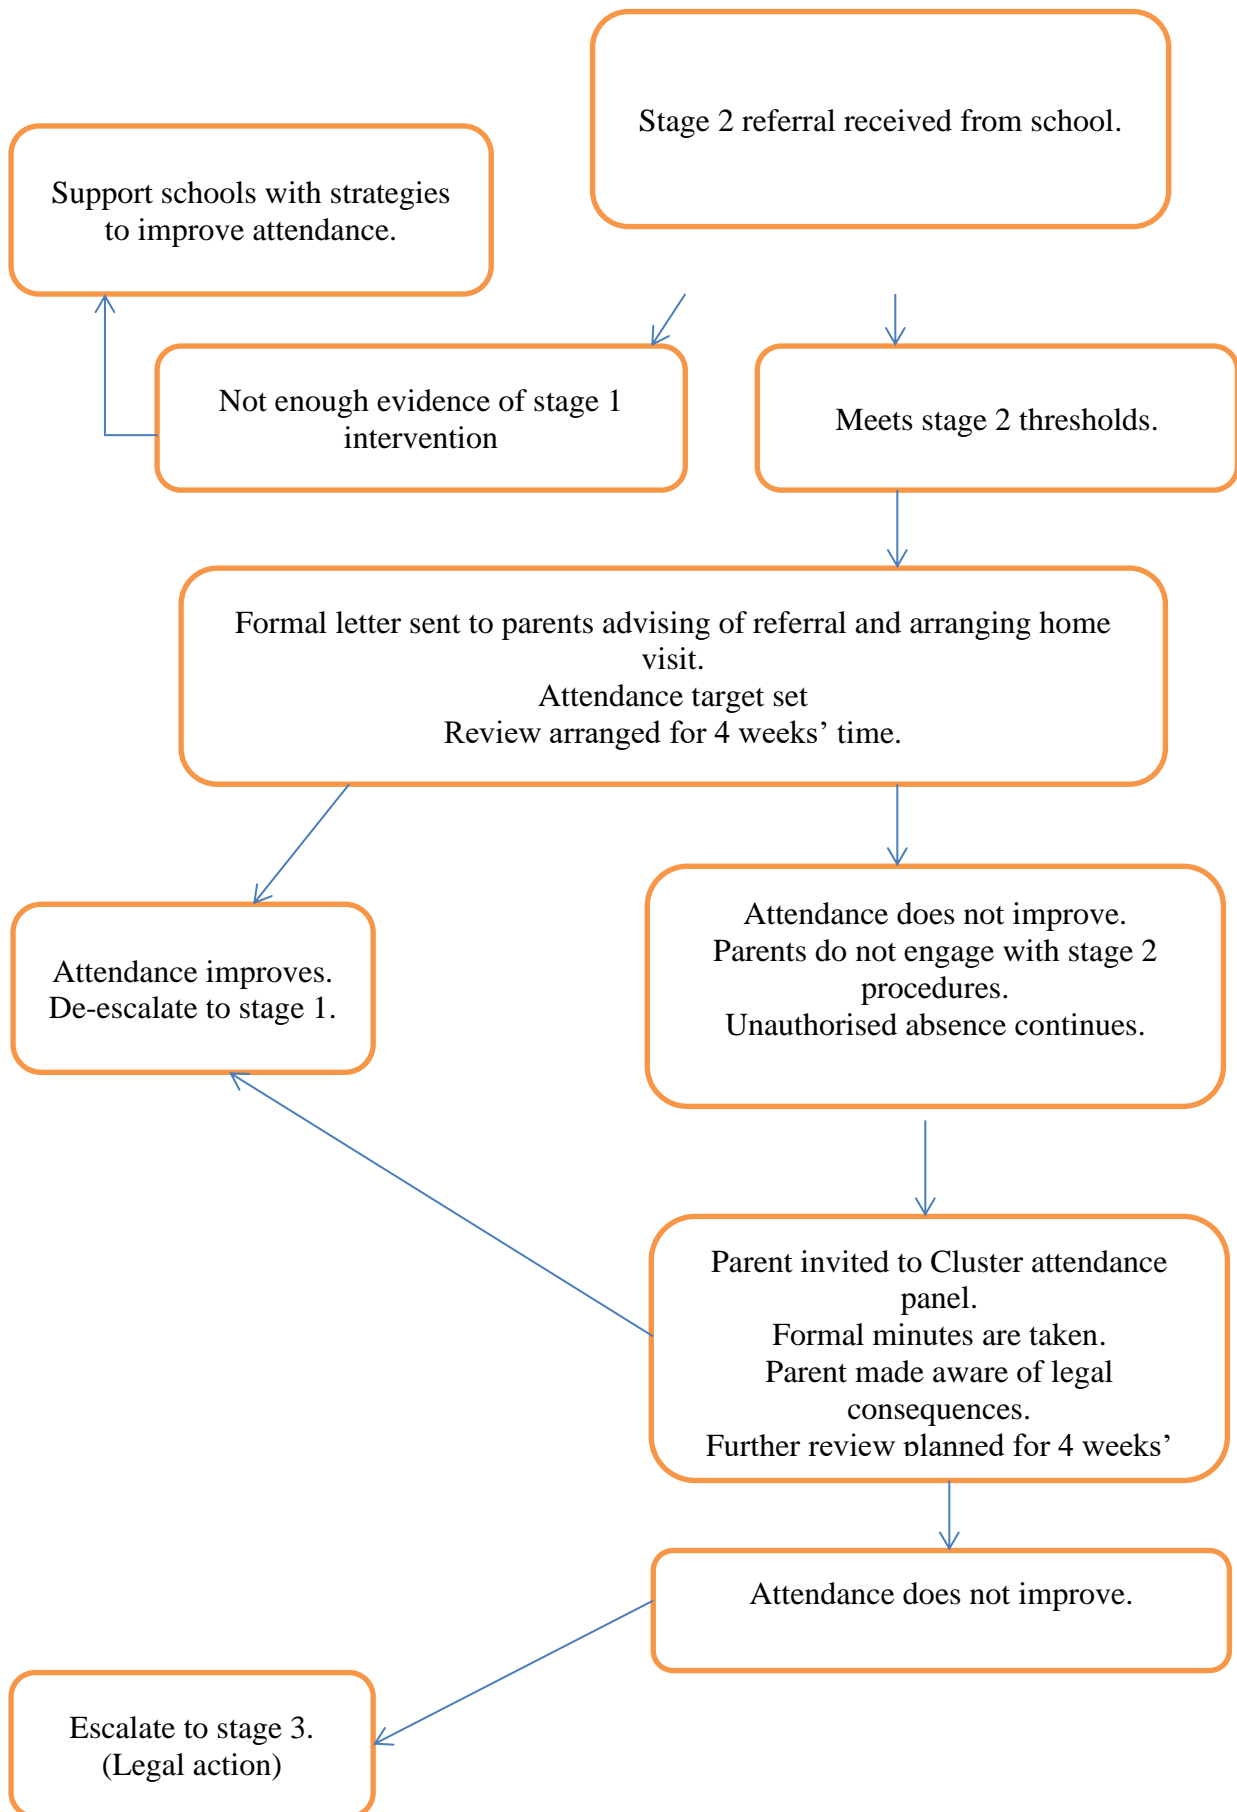 Stage 2 referral received from school.
Support schools with strategies
to improve attendance.
Not enough evidence of stage 1
intervention
Meets stage 2 thresholds.
Formal letter sent to parents advising of referral and arranging home
visit.
Attendance target set
Review arranged for 4 weeks’ time.
Attendance improves.
De-escalate to stage 1.
Attendance does not improve.
Parents do not engage with stage 2
procedures.
Unauthorised absence continues.
Parent invited to Cluster attendance
panel.
Formal minutes are taken.
Parent made aware of legal
consequences.
Further review planned for 4 weeks’
Attendance does not improve.
Escalate to stage 3.
(Legal action)